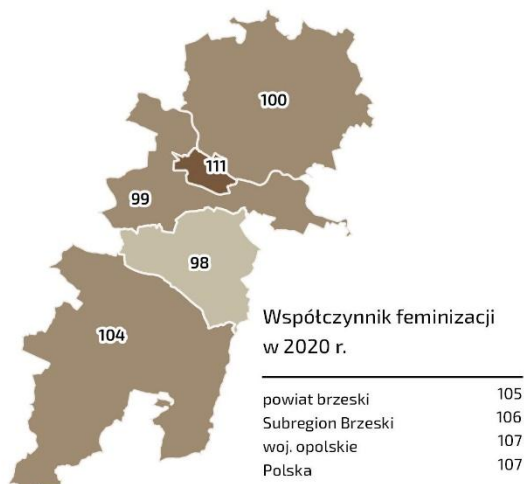 100
111
99
98
104
Współczynnik feminizacji
w 2020 r.
powiat brzeski 105
Subregion Brzeski 106
woj. opolskie 107
Polska 107